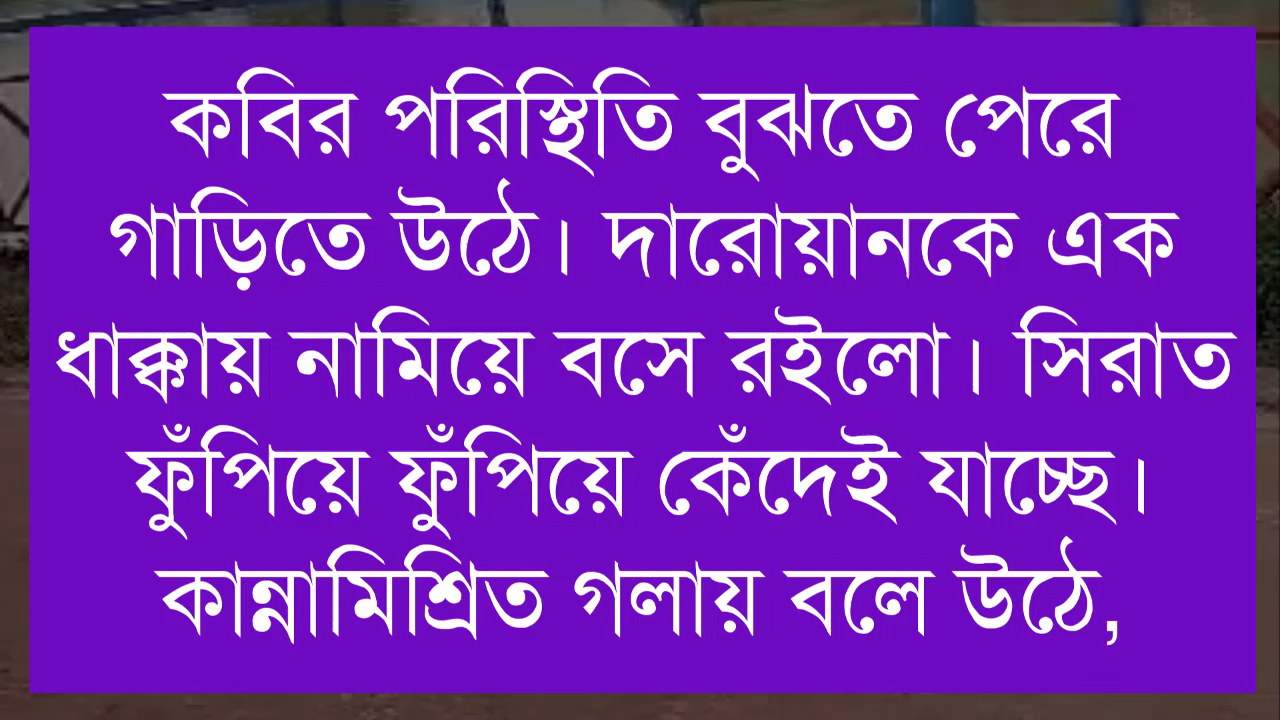 কবির পরিস্থিতি বুঝতে পেরে
গাড়িতে উঠে। দারোয়ানকে এক
ধাক্কায় নামিয়ে বসে রইলো। সিরাত
ফুঁপিয়ে ফুঁপিয়ে কেঁদেই যাচ্ছে।
কান্নামিশ্রিত গলায় বলে উঠে,